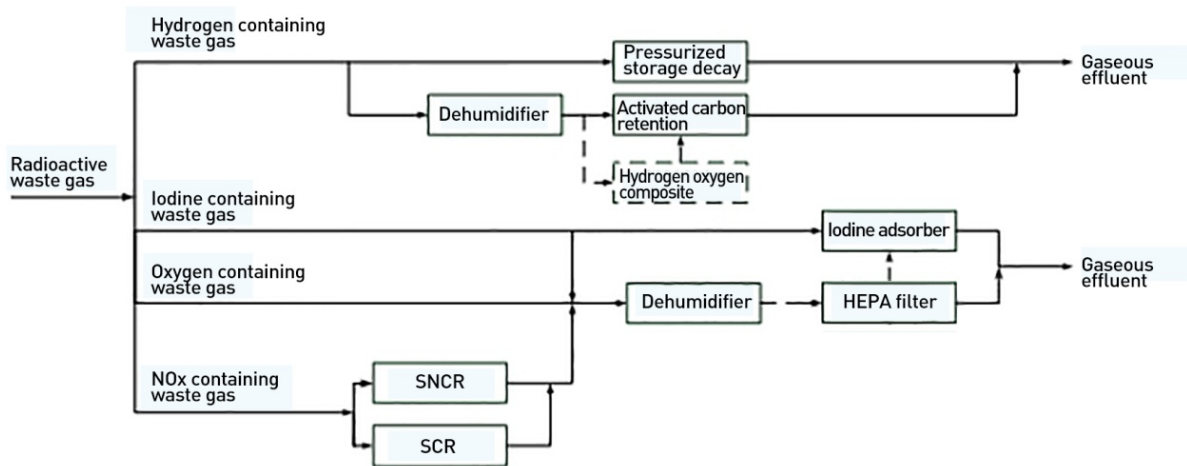 Hydrogen containing
waste gas
Pressurized
storage decay
Gaseous
effluent
Dehumidifier
Activated carbon
retention
Radioactive
waste gas
Hydrogen oxygen
composite
Iodine containing
waste gas
Iodine adsorber
Oxygen containing
waste gas
Gaseous
effluent
Dehumidifier
HEPA filter
NOx containing
waste gas
SNCR
SCR